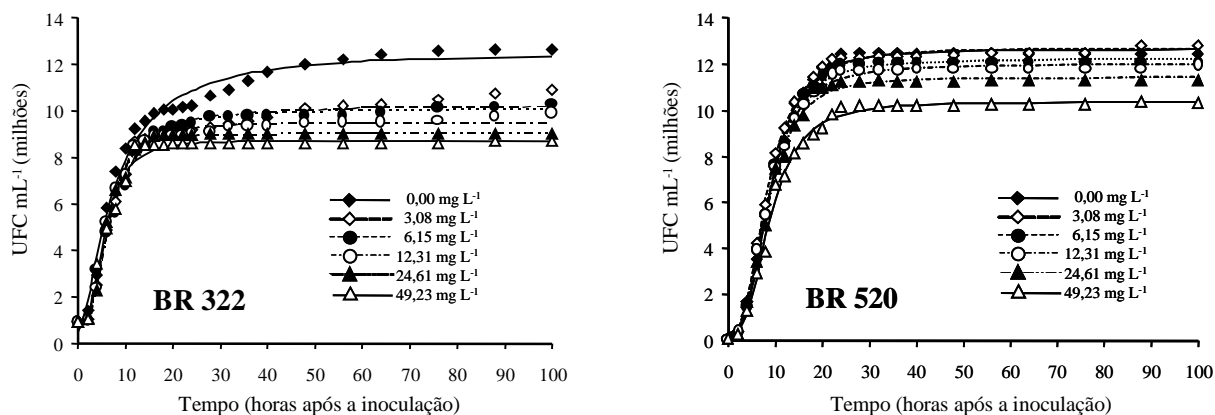 14
12
10
8
6
4
2
0
UFC mL⁻¹ (milhões)
0,00 mg L⁻¹
3,08 mg L⁻¹
6,15 mg L⁻¹
12,31 mg L⁻¹
24,61 mg L⁻¹
49,23 mg L⁻¹
BR 322
0 10 20 30 40 50 60 70 80 90 100
Tempo (horas após a inoculação)
14
12
10
8
6
4
2
0
UFC mL⁻¹ (milhões)
0,00 mg L⁻¹
3,08 mg L⁻¹
6,15 mg L⁻¹
12,31 mg L⁻¹
24,61 mg L⁻¹
49,23 mg L⁻¹
BR 520
0 10 20 30 40 50 60 70 80 90 100
Tempo (horas após a inoculação)